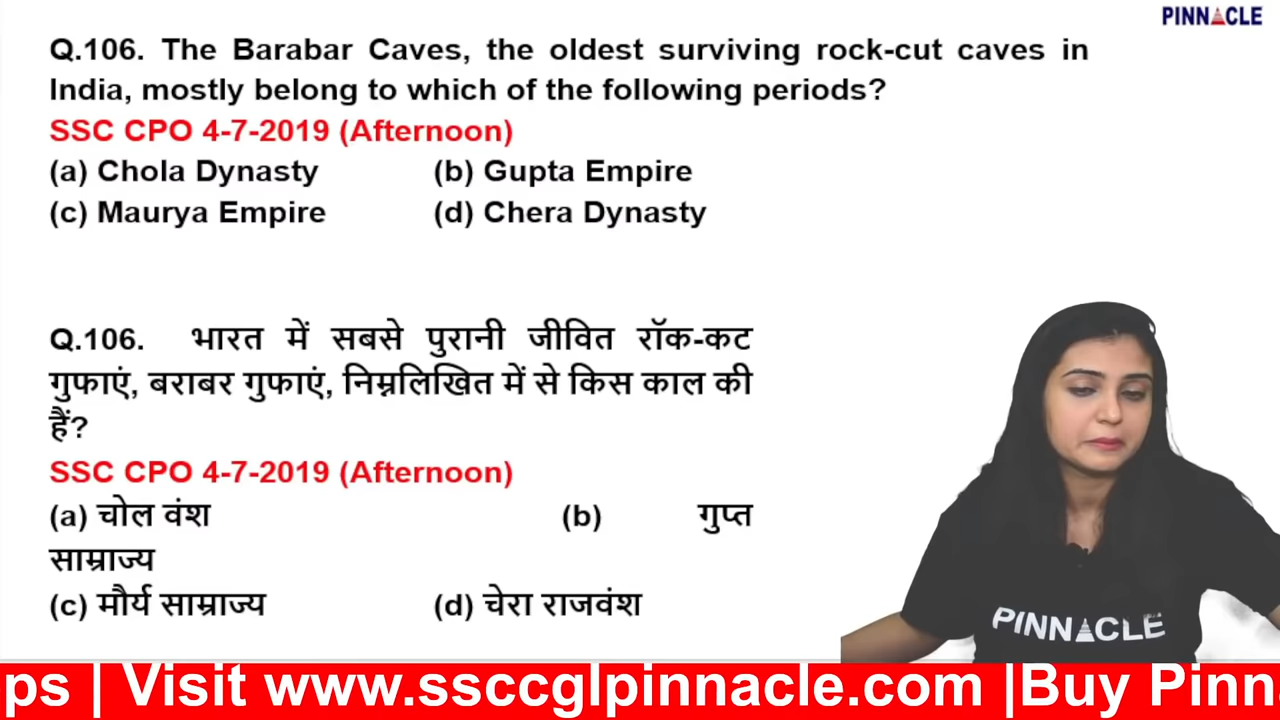 PINNACLE
Q.106. The Barabar Caves, the oldest surviving rock-cut caves in
India, mostly belong to which of the following periods?
SSC CPO 4-7-2019 (Afternoon)
(a) Chola Dynasty (b) Gupta Empire
(c) Maurya Empire (d) Chera Dynasty
Q.106. भारत में सबसे पुरानी जीवित रॉक-कट
गुफाएं, बराबर गुफाएं, निम्नलिखित में से किस काल की
हैं?
SSC CPO 4-7-2019 (Afternoon)
(a) चोल वंश (b) गुप्त
साम्राज्य
(c) मौर्य साम्राज्य (d) चेरा राजवंश
PINNACLE
ps | Visit www.ssccglpinnacle.com |Buy Pinn